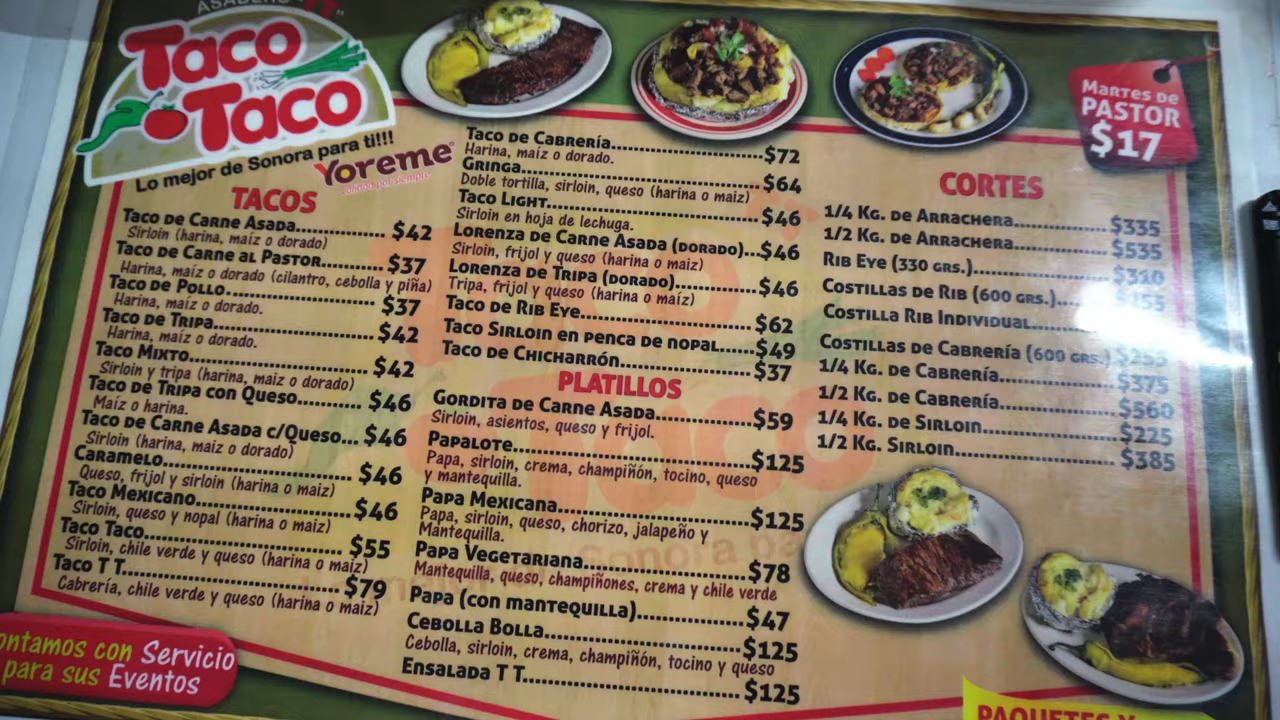 ASADERO "TT"
Taco
Taco
Lo mejor de Sonora para ti!!!
Yoreme
TACOS
Taco de Carne Asada........... $42
Sirloin (harina, maíz o dorado)
Taco de Carne al Pastor........ $37
Harina, maíz o dorado (cilantro, cebolla y piña)
Taco de Pollo........ $37
Harina, maíz o dorado.
Taco de Tripa........ $42
Harina, maíz o dorado.
Taco Mixto........ $42
Sirloin y tripa (harina, maiz o dorado)
Taco de Tripa con Queso........ $46
Maíz o harina.
Taco de Carne Asada c/Queso... $46
Sirloin (harina, maiz o dorado)
Caramelo........ $46
Queso, frijol y sirloin (harina o maiz)
Taco Mexicano........ $46
Sirloin, queso y nopal (harina o maiz)
Taco Taco........ $55
Sirloin, chile verde y queso (harina o maiz)
Taco T T........ $79
Cabrería, chile verde y queso (harina o maiz)
ontamos con Servicio
para sus Eventos
Taco de Cabrería........ $72
Harina, maíz o dorado.
Gringa........ $64
Doble tortilla, sirloin, queso (harina o maiz)
Taco Light........ $46
Sirloin en hoja de lechuga.
Lorenza de Carne Asada (dorado)...$46
Sirloin, frijol y queso (harina o maiz)
Lorenza de Tripa (dorado)........ $46
Tripa, frijol y queso (harina o maíz)
Taco de Rib Eye........ $62
Taco Sirloin en penca de nopal......$49
Taco de Chicharrón........ $37
PLATILLOS
Gordita de Carne Asada........ $59
Sirloin, asientos, queso y frijol.
Papalote........ $125
Papa, sirloin, crema, champiñón, tocino, queso
y mantequilla.
Papa Mexicana........ $125
Papa, sirloin, queso, chorizo, jalapeño y
Mantequilla.
Papa Vegetariana........ $78
Mantequilla, queso, champiñones, crema y chile verde
Papa (con mantequilla)........ $47
Cebolla Bolla........ $125
Cebolla, sirloin, crema, champiñón, tocino y queso
Ensalada T T........ $125
Martes de
PASTOR
$17
CORTES
1/4 Kg. de Arrachera........ $335
1/2 Kg. de Arrachera........ $535
Rib Eye (330 grs.)........ $310
Costillas de Rib (600 grs.)....
Costilla Rib Individual........
Costillas de Cabrería (600 grs.)
1/4 Kg. de Cabrería........ $375
1/2 Kg. de Cabrería........ $560
1/4 Kg. de Sirloin........ $225
1/2 Kg. Sirloin........ $385
PAQUETES Y